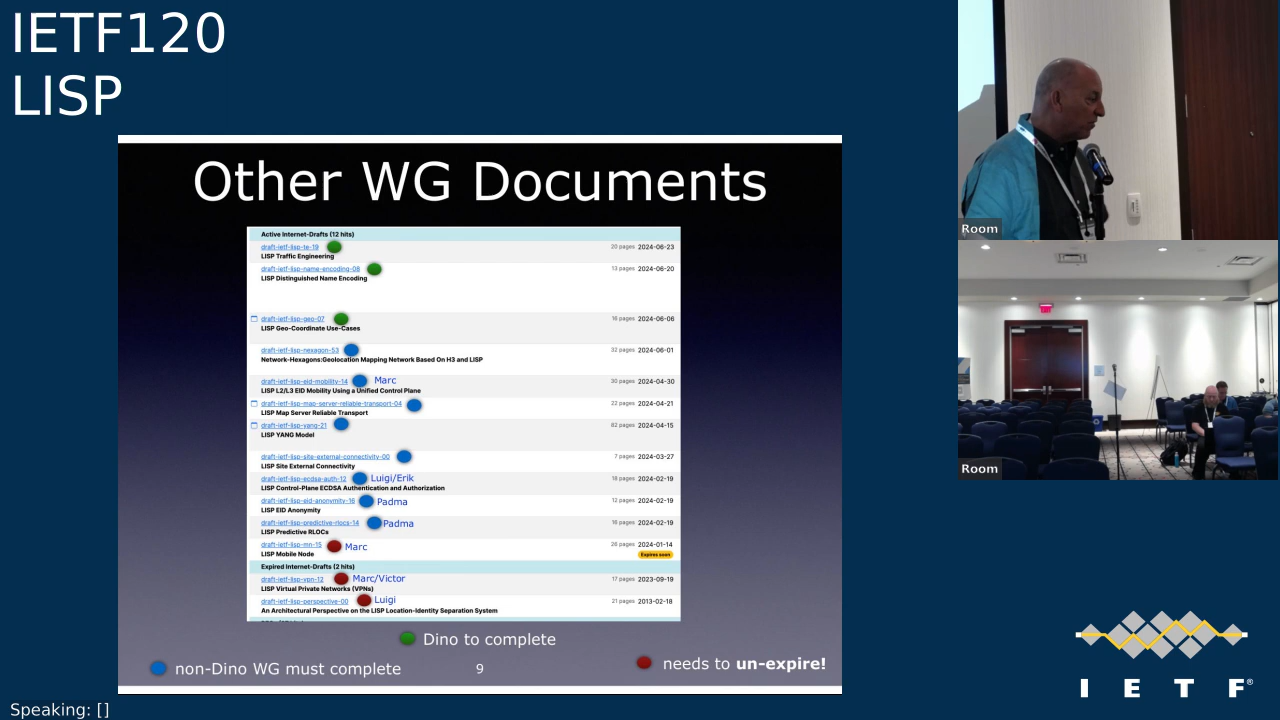 IETF120
LISP
Other WG Documents
Active Internet-Drafts (12 hits)
draft-ietf-lisp-te-19 20 pages 2024-06-23
LISP Traffic Engineering
draft-ietf-lisp-name-encoding-08 13 pages 2024-06-20
LISP Distinguished Name Encoding
draft-ietf-lisp-geo-07 16 pages 2024-06-06
LISP Geo-Coordinate Use-Cases
draft-ietf-lisp-nexagon-53 32 pages 2024-06-01
Network-Hexagons:Geolocation Mapping Network Based On H3 and LISP
draft-ietf-lisp-eid-mobility-14 Marc 30 pages 2024-04-30
LISP L2/L3 EID Mobility Using a Unified Control Plane
draft-ietf-lisp-map-server-reliable-transport-04 22 pages 2024-04-21
LISP Map Server Reliable Transport
draft-ietf-lisp-yang-21 82 pages 2024-04-15
LISP YANG Model
draft-ietf-lisp-site-external-connectivity-00 7 pages 2024-03-27
LISP Site External Connectivity
draft-ietf-lisp-ecdsa-auth-12 Luigi/Erik 18 pages 2024-02-19
LISP Control-Plane ECDSA Authentication and Authorization
draft-ietf-lisp-eid-anonymity-16 Padma 12 pages 2024-02-19
LISP EID Anonymity
draft-ietf-lisp-predictive-rlocs-14 Padma 16 pages 2024-02-19
LISP Predictive RLOCs
draft-ietf-lisp-mn-15 Marc 26 pages 2024-01-14
LISP Mobile Node Expires soon
Expired Internet-Drafts (2 hits)
draft-ietf-lisp-vpn-12 Marc/Victor 17 pages 2023-09-19
LISP Virtual Private Networks (VPNs)
draft-ietf-lisp-perspective-00 Luigi 21 pages 2013-02-18
An Architectural Perspective on the LISP Location-Identity Separation System
Dino to complete
non-Dino WG must complete
9
needs to un-expire!
Room
Room
I E T F®
Speaking: []